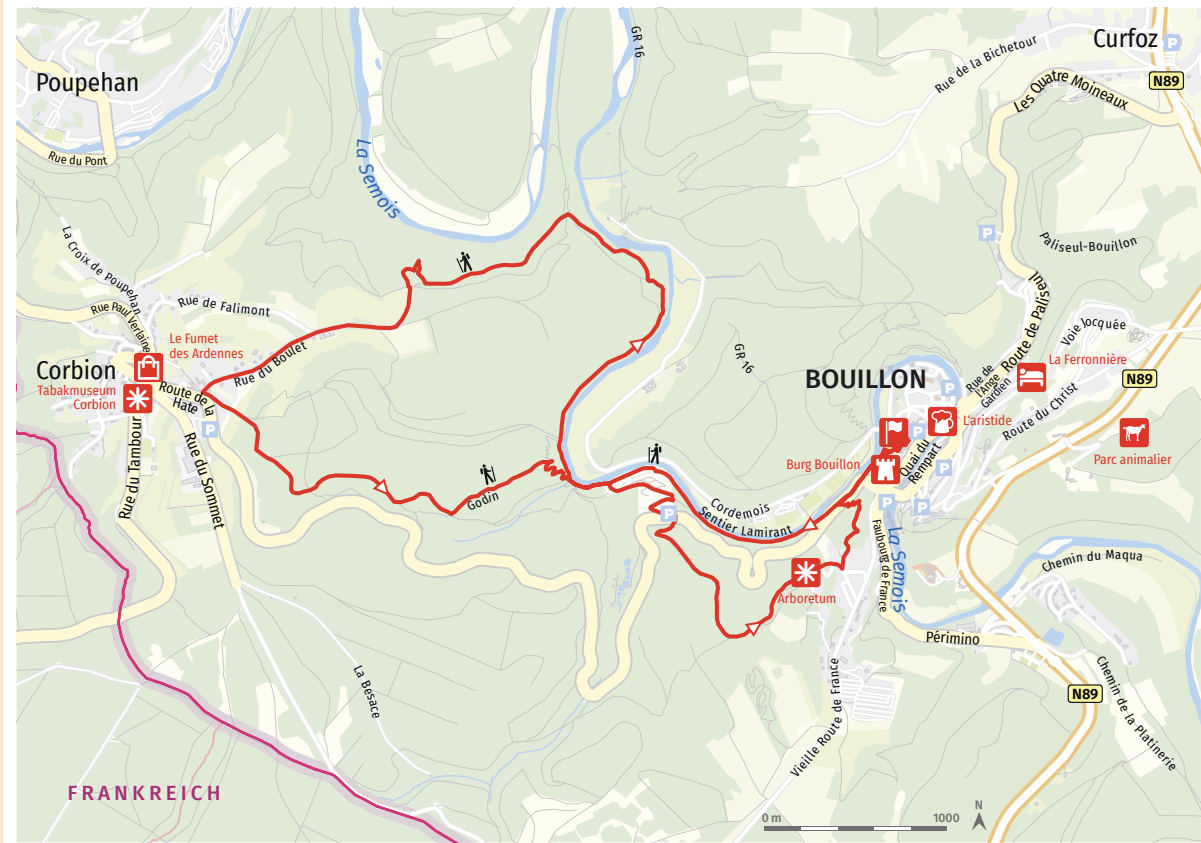 Poupehan
Rue du Pont
La Semois
GR 16
Rue de la Bichetour
Curfoz
P
N89
Les Quatre Moineaux
P
Paliseul-Bouillon
La Croix de Poupehan
Rue Paul Verlaine
Rue de Falimont
Le Fumet
des Ardennes
Corbion
Tabakmuseum
Corbion
Route de la
Hate
P
Rue du Boulet
Rue du Tambour
Rue du Sommet
Godin
GR 16
Route de Paliseul
Voie Jocquée
La Ferronnière
N89
Rue de
l'Ange
Gardien
Route du Christ
BOUILLON
P
P
L'aristide
Parc animalier
Burg Bouillon
Quai du
Rempart
P
P
P
Cordemois
Sentier Lamirant
P
Faubourg de France
La Semois
Chemin du Maqua
Arboretum
Périmino
N89
Chemin de la Platinerie
Vieille Route de France
La Besace
FRANKREICH
0 m
1000
N